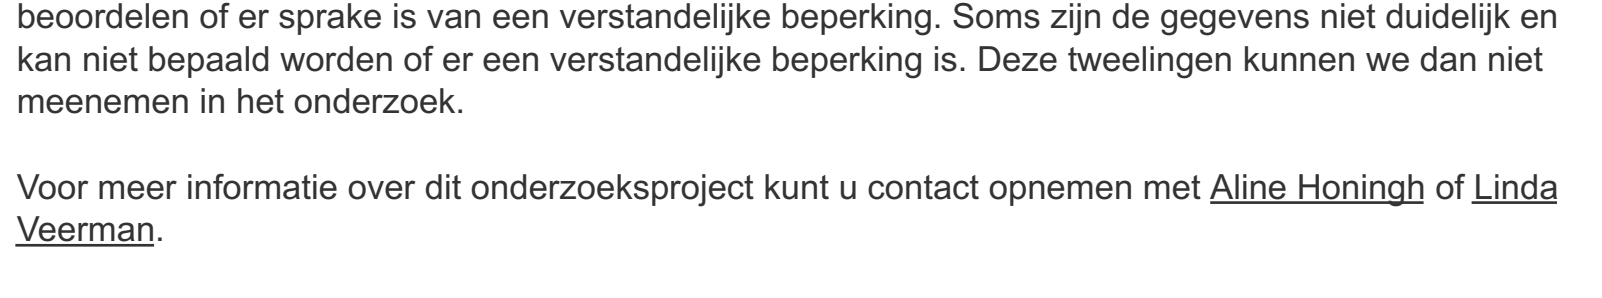 beoordelen of er sprake is van een verstandelijke beperking. Soms zijn de gegevens niet duidelijk en
kan niet bepaald worden of er een verstandelijke beperking is. Deze tweelingen kunnen we dan niet
meenemen in het onderzoek.
Voor meer informatie over dit onderzoeksproject kunt u contact opnemen met Aline Honingh of Linda
Veerman.